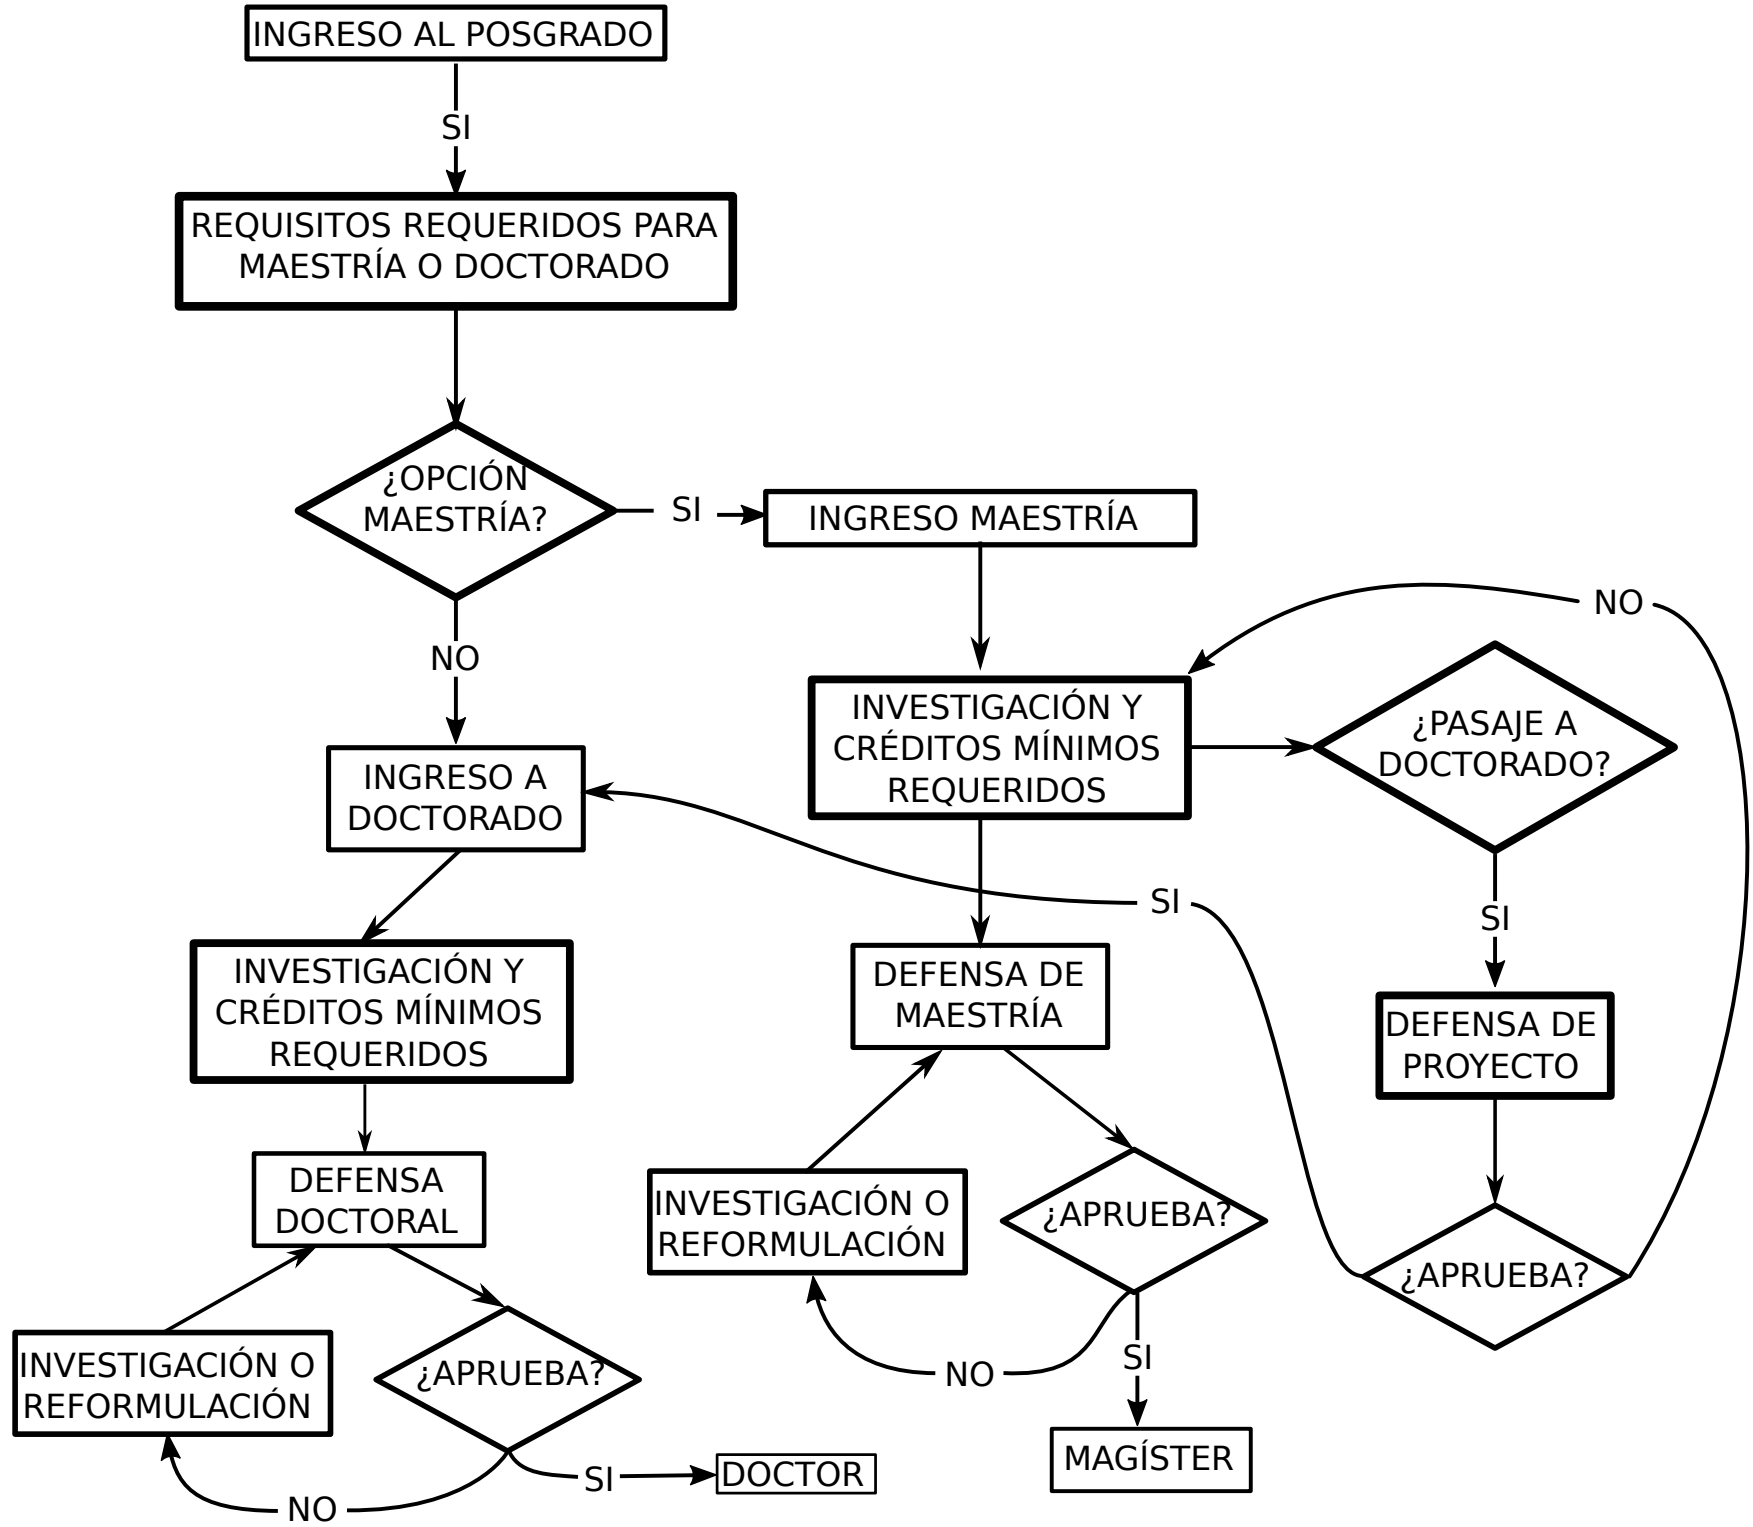 INGRESO AL POSGRADO
SI
REQUISITOS REQUERIDOS PARA
MAESTRÍA O DOCTORADO
¿OPCIÓN
MAESTRÍA?
SI
INGRESO MAESTRÍA
NO
NO
INVESTIGACIÓN Y
CRÉDITOS MÍNIMOS
REQUERIDOS
¿PASAJE A
DOCTORADO?
INGRESO A
DOCTORADO
SI
SI
INVESTIGACIÓN Y
CRÉDITOS MÍNIMOS
REQUERIDOS
DEFENSA DE
MAESTRÍA
DEFENSA DE
PROYECTO
DEFENSA
DOCTORAL
INVESTIGACIÓN O
REFORMULACIÓN
¿APRUEBA?
¿APRUEBA?
INVESTIGACIÓN O
REFORMULACIÓN
¿APRUEBA?
NO
SI
MAGÍSTER
NO
SI
DOCTOR